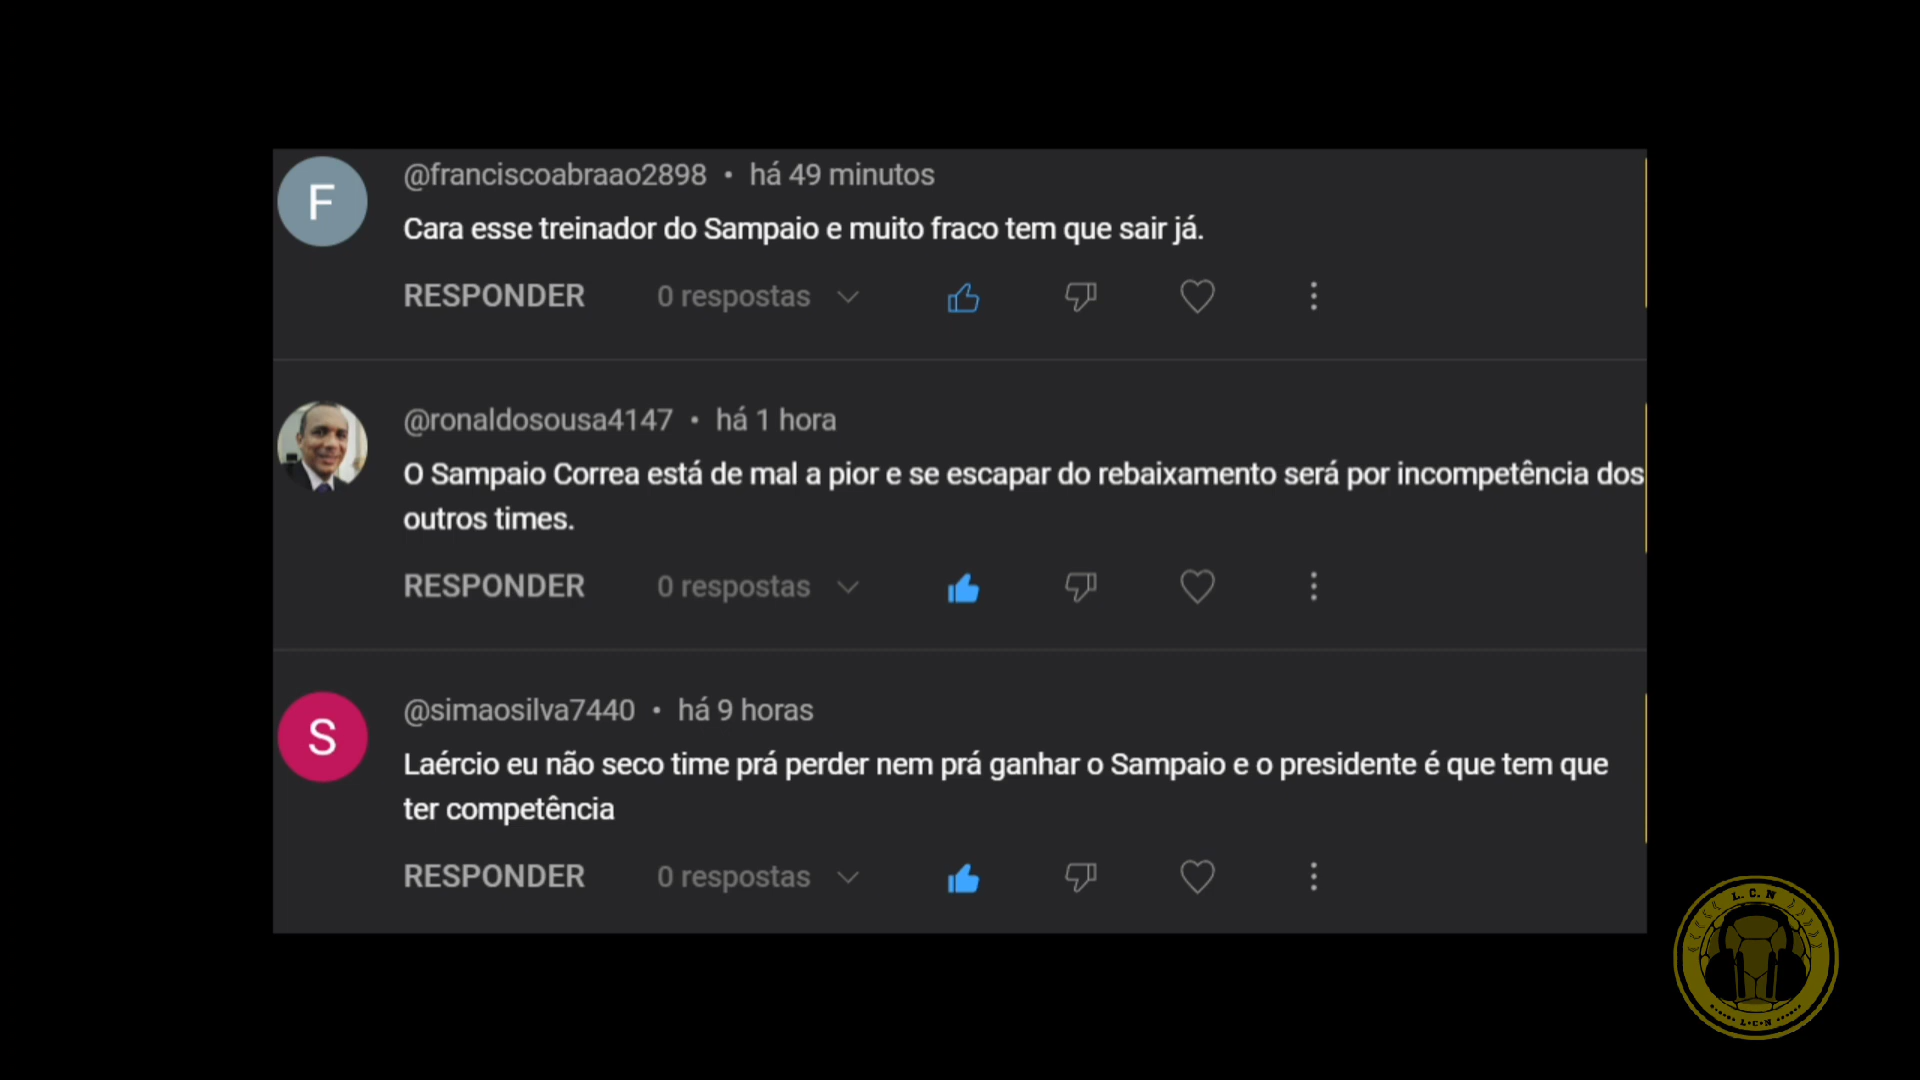 F
@franciscoabraao2898 • há 49 minutos
Cara esse treinador do Sampaio e muito fraco tem que sair já.
RESPONDER 0 respostas
@ronaldosousa4147 • há 1 hora
O Sampaio Correa está de mal a pior e se escapar do rebaixamento será por incompetência dos
outros times.
RESPONDER 0 respostas
S
@simaosilva7440 • há 9 horas
Laércio eu não seco time prá perder nem prá ganhar o Sampaio e o presidente é que tem que
ter competência
RESPONDER 0 respostas
L. C. N
L•C•N